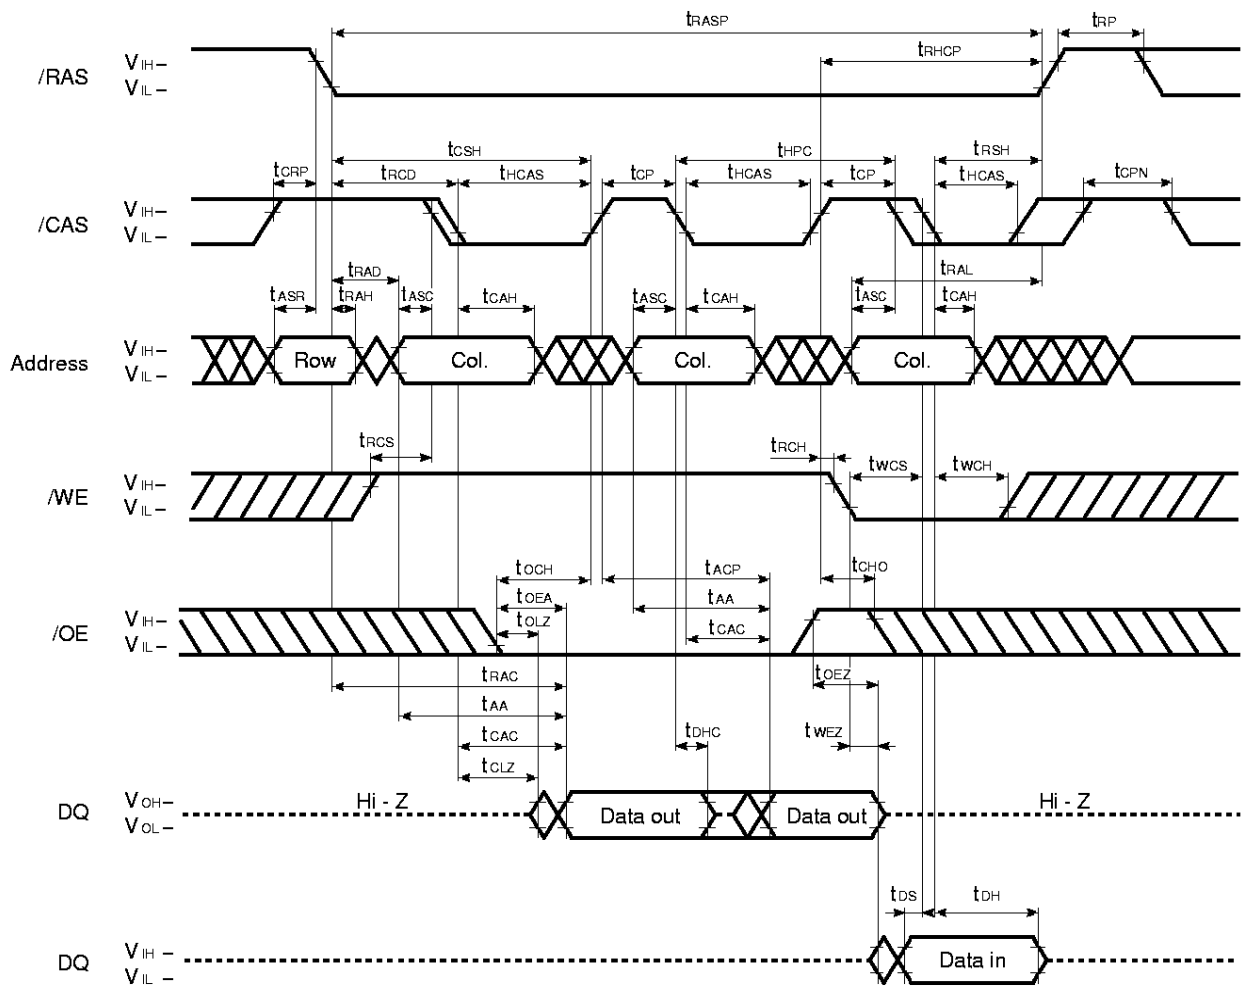 tRASP
tRP
tRHCP
/RAS
VIH –
VIL –
tCSH
tHPC
tRSH
tCRP
tRCD
tHCAS
tCP
tHCAS
tCP
tHCAS
tCPN
/CAS
VIH –
VIL –
tRAD
tRAL
tASR
tRAH
tASC
tCAH
tASC
tCAH
tASC
tCAH
Address
VIH –
VIL –
Row
Col.
Col.
Col.
tRCS
tRCH
tWCS
tWCH
/WE
VIH –
VIL –
tOCH
tACP
tCHO
tOEA
tAA
tOLZ
tCAC
/OE
VIH –
VIL –
tRAC
tOEZ
tAA
tCAC
tDHC
tWEZ
tCLZ
DQ
VOH –
VOL –
Hi - Z
Data out
Data out
Hi - Z
tDS
tDH
DQ
VIH –
VIL –
Data in